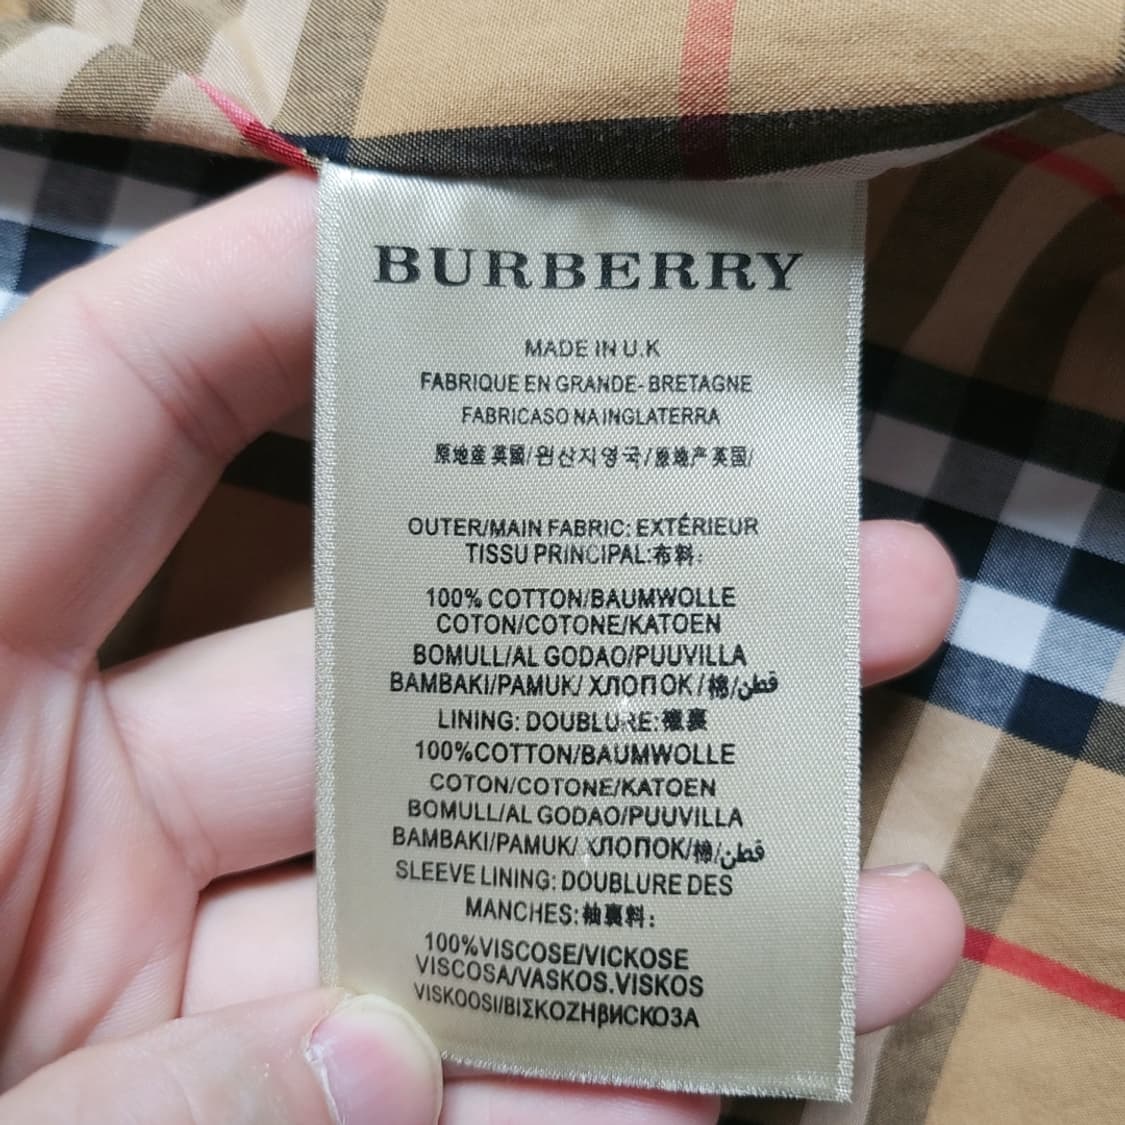 BURBERRY
MADE IN U.K
FABRIQUE EN GRANDE- BRETAGNE
FABRICASO NA INGLATERRA
原地産 英國/원산지영국/原地产 英国/
OUTER/MAIN FABRIC: EXTÉRIEUR
TISSU PRINCIPAL:布料:
100% COTTON/BAUMWOLLE
COTON/COTONE/KATOEN
BOMULL/AL GODAO/PUUVILLA
BAMBAKI/PAMUK/ ХЛОПОК/棉/قطن
LINING: DOUBLURE:裏
100%COTTON/BAUMWOLLE
COTON/COTONE/KATOEN
BOMULL/AL GODAO/PUUVILLA
BAMBAKI/PAMUK/ ХЛОПОК/棉/قطن
SLEEVE LINING: DOUBLURE DES
MANCHES:袖裏料:
100%VISCOSE/VICKOSE
VISCOSA/VASKOS.VISKOS
VISKOOSI/ΒΙΣΚΟΖΗβИСКОЗА